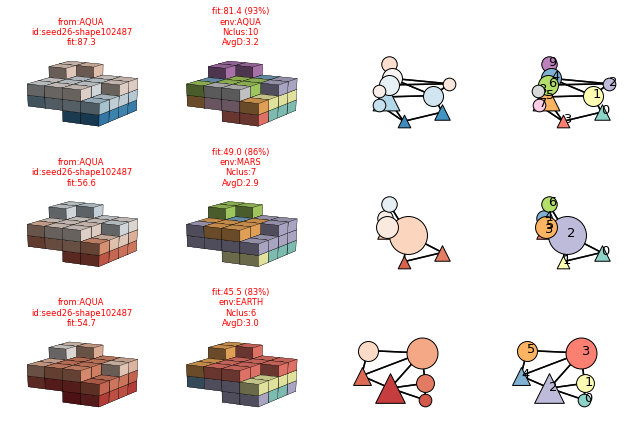 from:AQUA
id:seed26-shape102487
fit:87.3
fit:81.4 (93%)
env:AQUA
Nclus:10
AvgD:3.2
9
4
6
8
5
7
2
1
0
3
from:AQUA
id:seed26-shape102487
fit:56.6
fit:49.0 (86%)
env:MARS
Nclus:7
AvgD:2.9
6
4
5
3
2
1
0
from:AQUA
id:seed26-shape102487
fit:54.7
fit:45.5 (83%)
env:EARTH
Nclus:6
AvgD:3.0
5
3
4
2
1
0